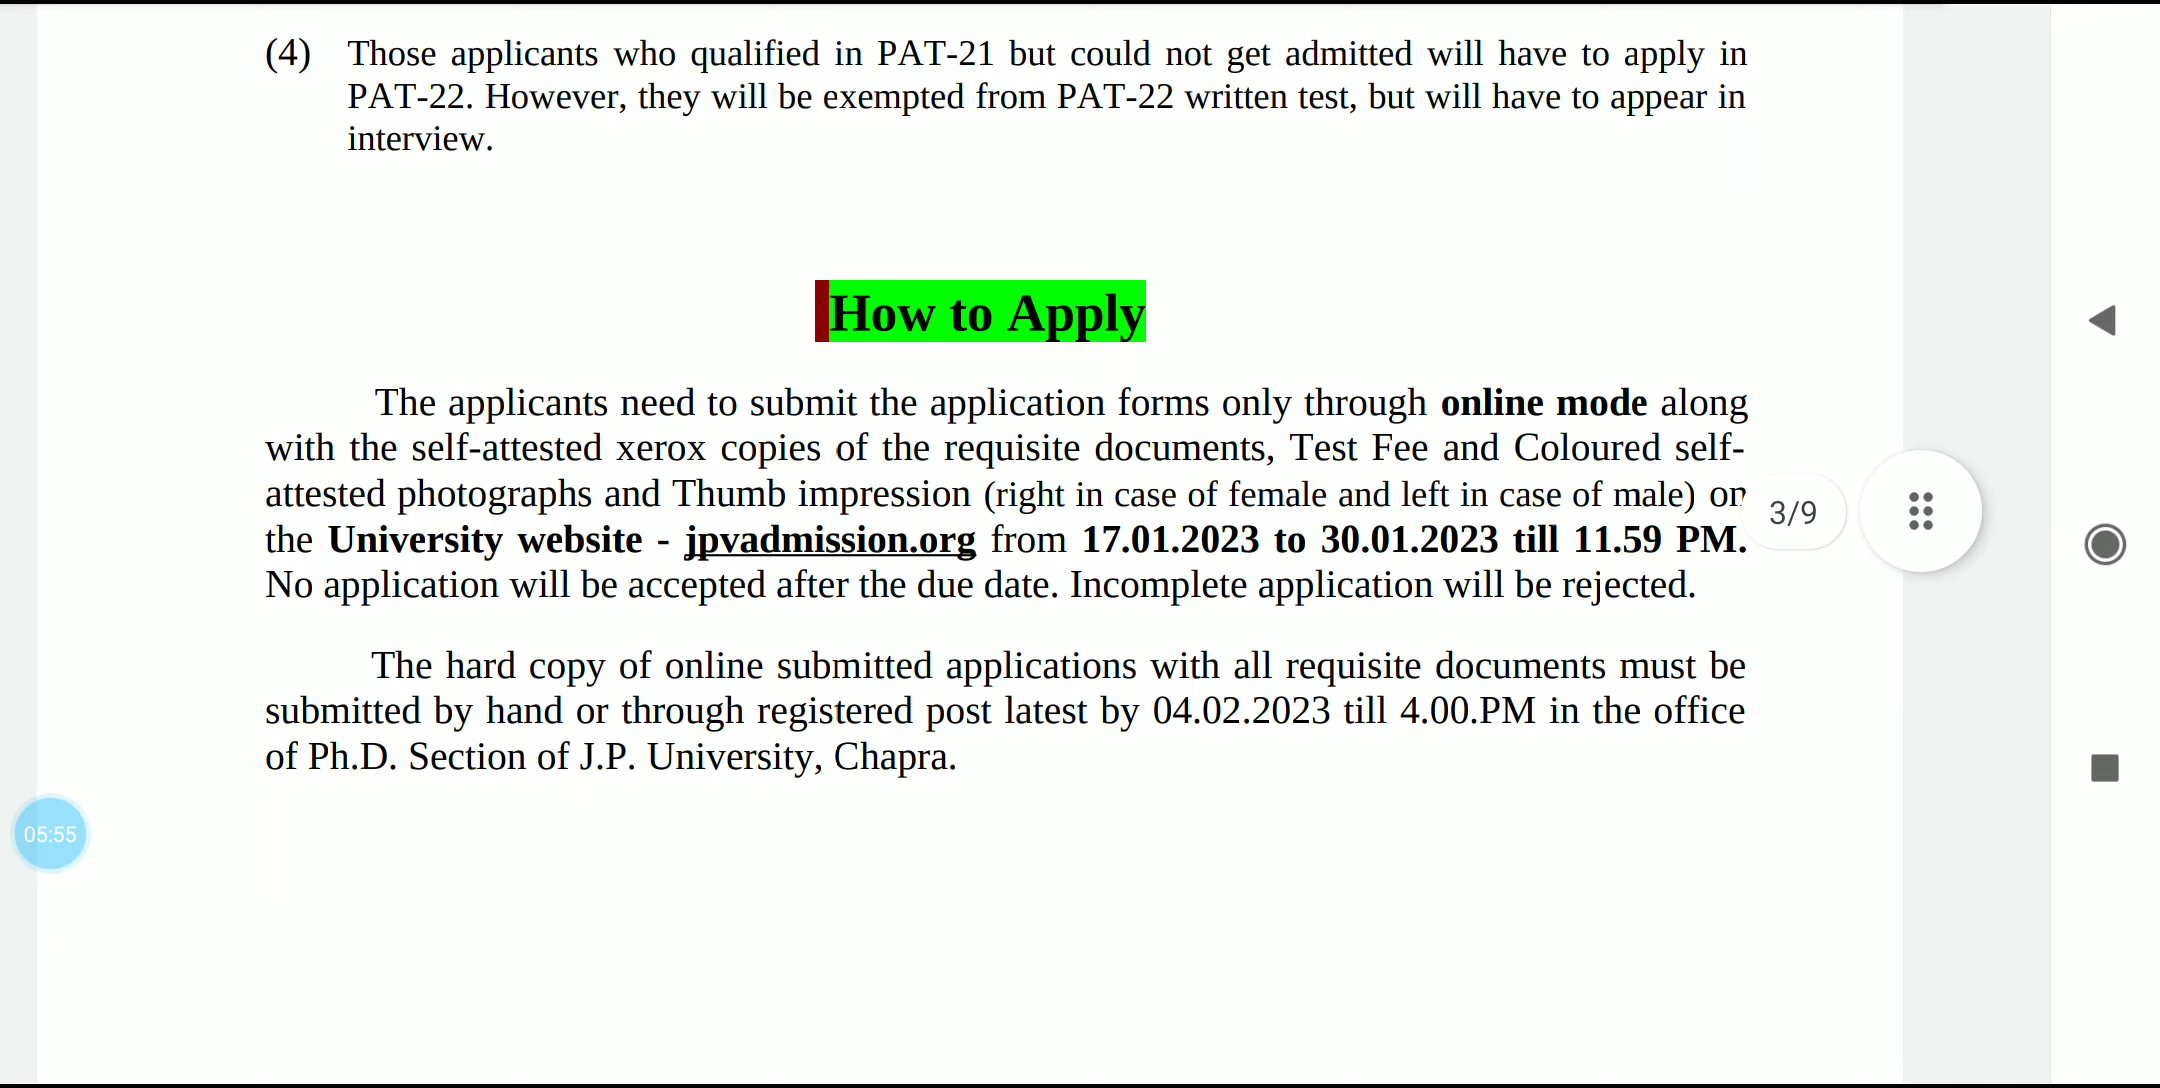 (4) Those applicants who qualified in PAT-21 but could not get admitted will have to apply in
PAT-22. However, they will be exempted from PAT-22 written test, but will have to appear in
interview.
How to Apply
The applicants need to submit the application forms only through online mode along
with the self-attested xerox copies of the requisite documents, Test Fee and Coloured self-
attested photographs and Thumb impression (right in case of female and left in case of male) on
the University website - jpvadmission.org from 17.01.2023 to 30.01.2023 till 11.59 PM.
No application will be accepted after the due date. Incomplete application will be rejected.
The hard copy of online submitted applications with all requisite documents must be
submitted by hand or through registered post latest by 04.02.2023 till 4.00.PM in the office
of Ph.D. Section of J.P. University, Chapra.
3/9
05:55